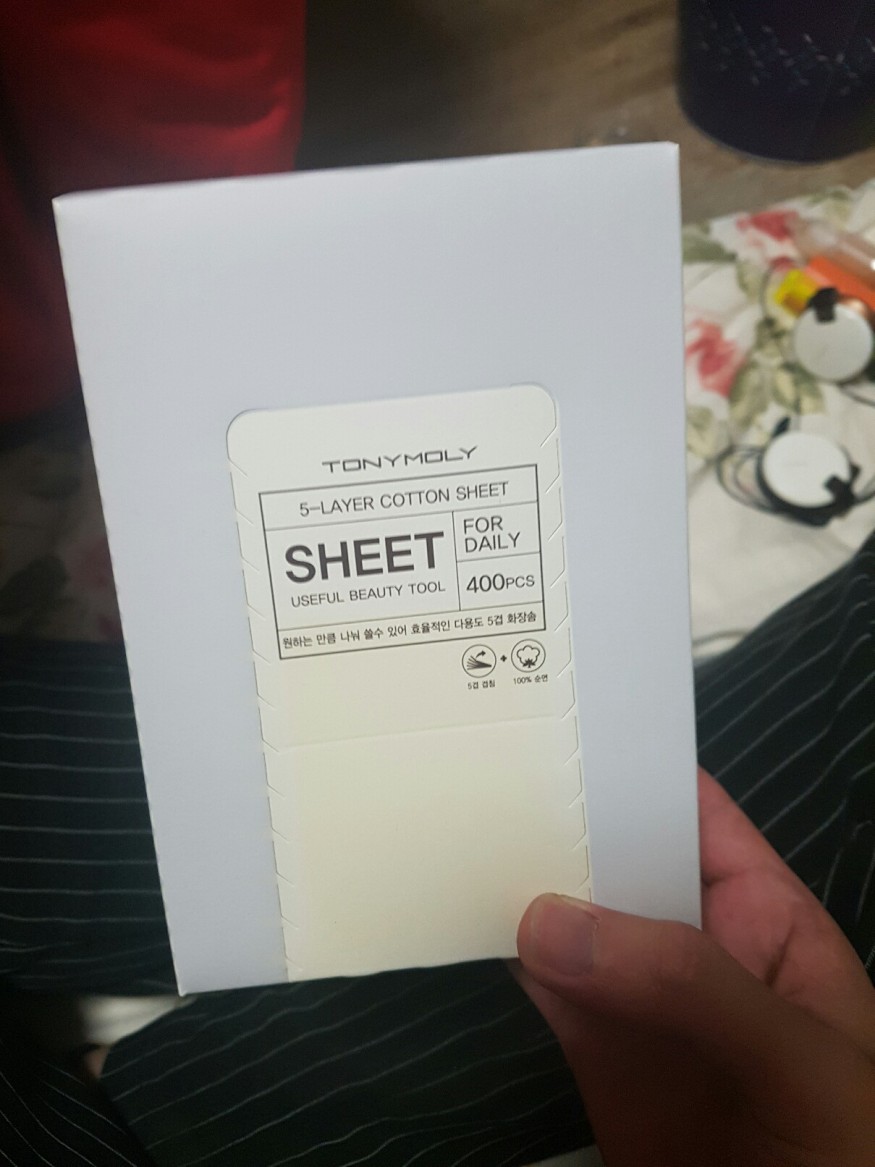 TONYMOLY
5-LAYER COTTON SHEET
SHEET
USEFUL BEAUTY TOOL
FOR
DAILY
400PCS
원하는 만큼 나눠 쓸수 있어 효율적인 다용도 5겹 화장솜
5겹 겹침
100% 순면